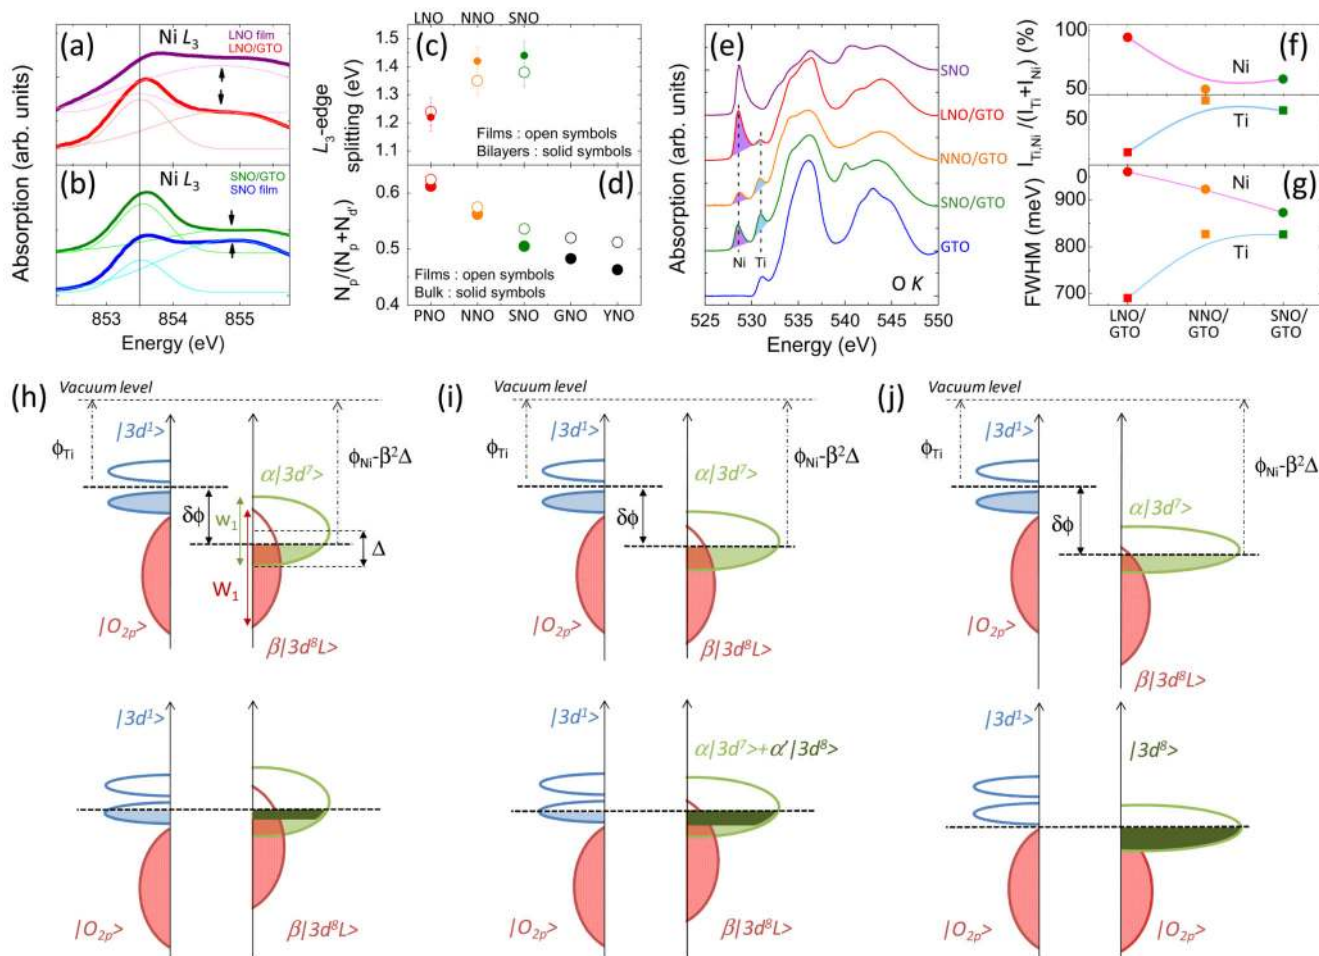 (a)
Ni L3
LNO film
LNO/GTO
(b)
Ni L3
SNO/GTO
SNO film
Absorption (arb. units)
853 854 855
Energy (eV)
LNO NNO SNO
(c)
L3-edge
splitting (eV)
1.5
1.4
1.3
1.2
1.1
Films : open symbols
Bilayers : solid symbols
(d)
Np/(Np+Nd')
0.6
0.5
0.4
Films : open symbols
Bulk : solid symbols
PNO NNO SNO GNO YNO
(e)
Absorption (arb. units)
SNO
LNO/GTO
NNO/GTO
SNO/GTO
GTO
Ni Ti
O K
525 530 535 540 545 550
Energy (eV)
ITi,Ni/(ITi+INi) (%)
100
50
50
0
(f)
Ni
Ti
(g)
FWHM (meV)
900
800
700
Ni
Ti
LNO/
GTO
NNO/
GTO
SNO/
GTO
(h)
Vacuum level
ϕTi
|3d¹>
ϕNi-β²Δ
α|3d⁷>
δϕ
w1
Δ
W1
|O2p>
β|3d⁸L>
|3d¹>
|O2p>
β|3d⁸L>
(i)
Vacuum level
ϕTi
|3d¹>
ϕNi-β²Δ
α|3d⁷>
δϕ
|O2p>
β|3d⁸L>
|3d¹>
α|3d⁷>+α'|3d⁸>
|O2p>
β|3d⁸L>
(j)
Vacuum level
ϕTi
|3d¹>
ϕNi-β²Δ
α|3d⁷>
δϕ
|O2p>
β|3d⁸L>
|3d¹>
|3d⁸>
|O2p>
|O2p>